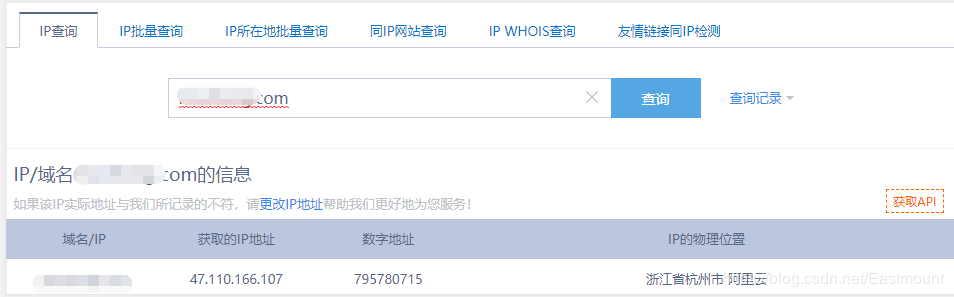 IP查询 IP批量查询 IP所在地批量查询 同IP网站查询 IP WHOIS查询 友情链接同IP检测
.com 查询 查询记录
IP/域名 com的信息
如果该IP实际地址与我们所记录的不符，请更改IP地址帮助我们更好地为您服务！ 获取API
域名/IP 获取的IP地址 数字地址 IP的物理位置
47.110.166.107 795780715 浙江省杭州市 阿里云
blog.csdn.net/Eastmount